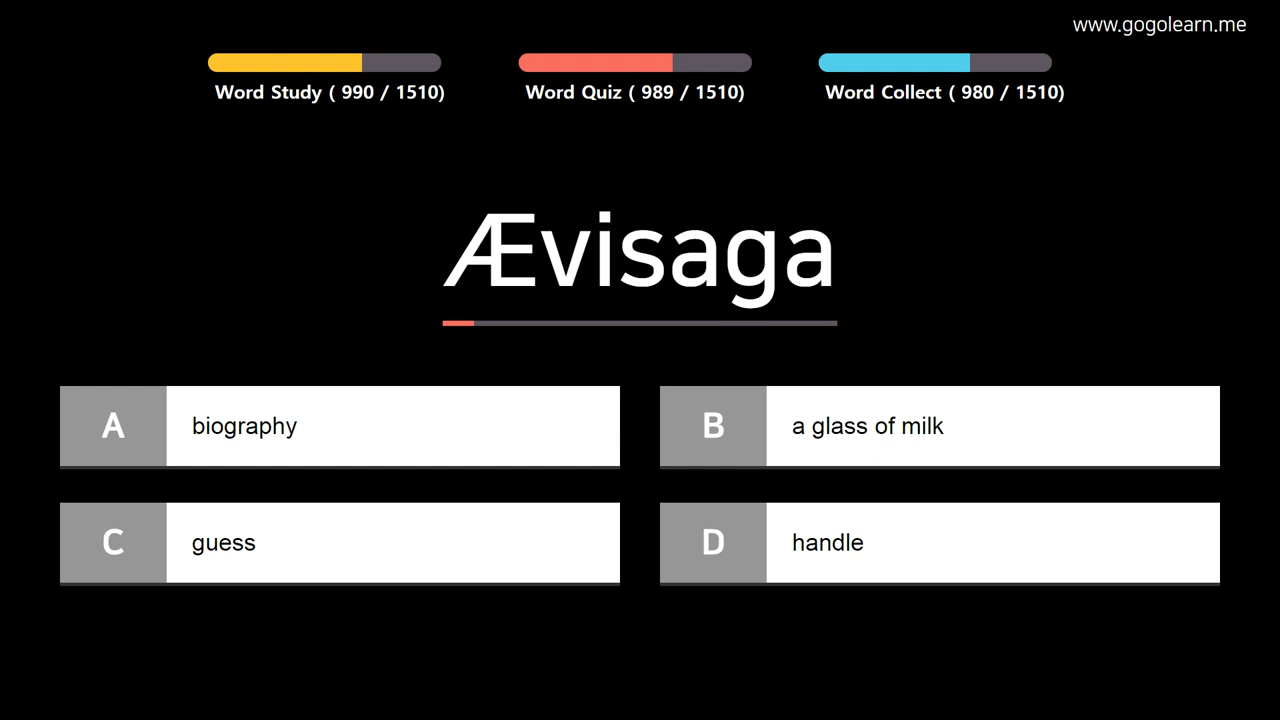 www.gogolearn.me
Word Study ( 990 / 1510)
Word Quiz ( 989 / 1510)
Word Collect ( 980 / 1510)
Ævisaga
A biography
B a glass of milk
C guess
D handle